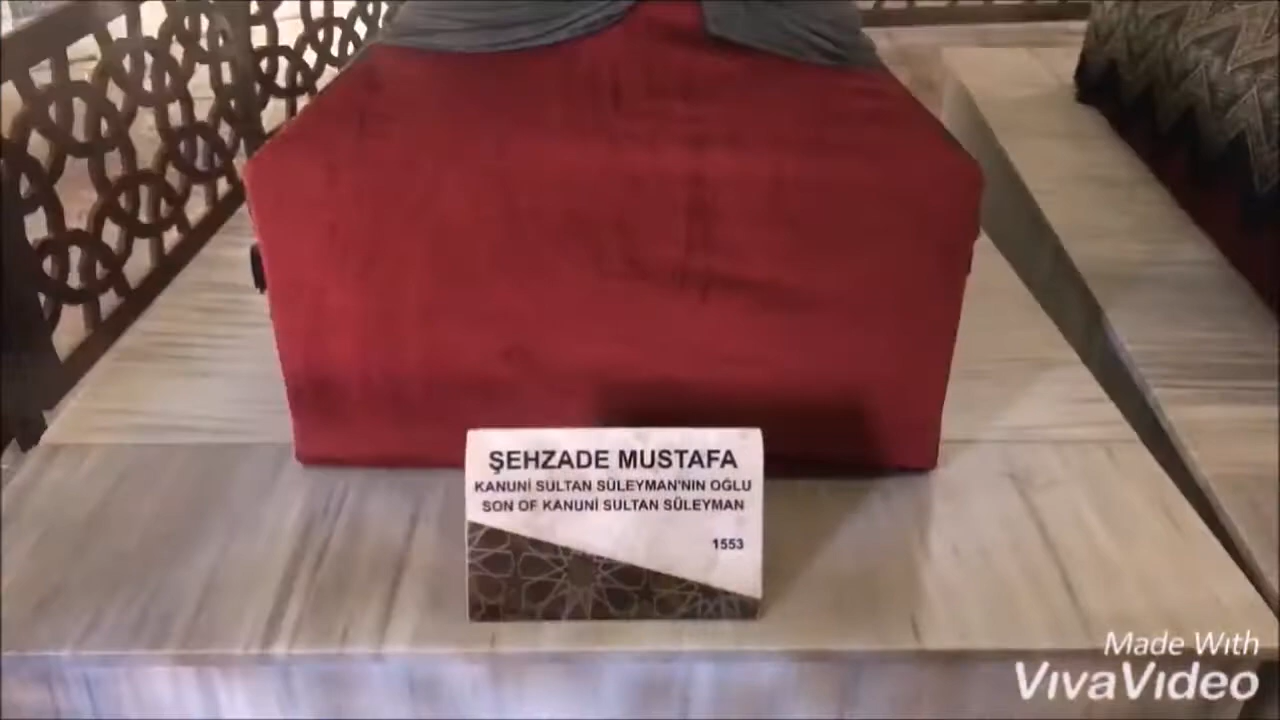 ŞEHZADE MUSTAFA
KANUNİ SULTAN SÜLEYMAN'NIN OĞLU
SON OF KANUNİ SULTAN SÜLEYMAN
1553
Made With
VivaVideo